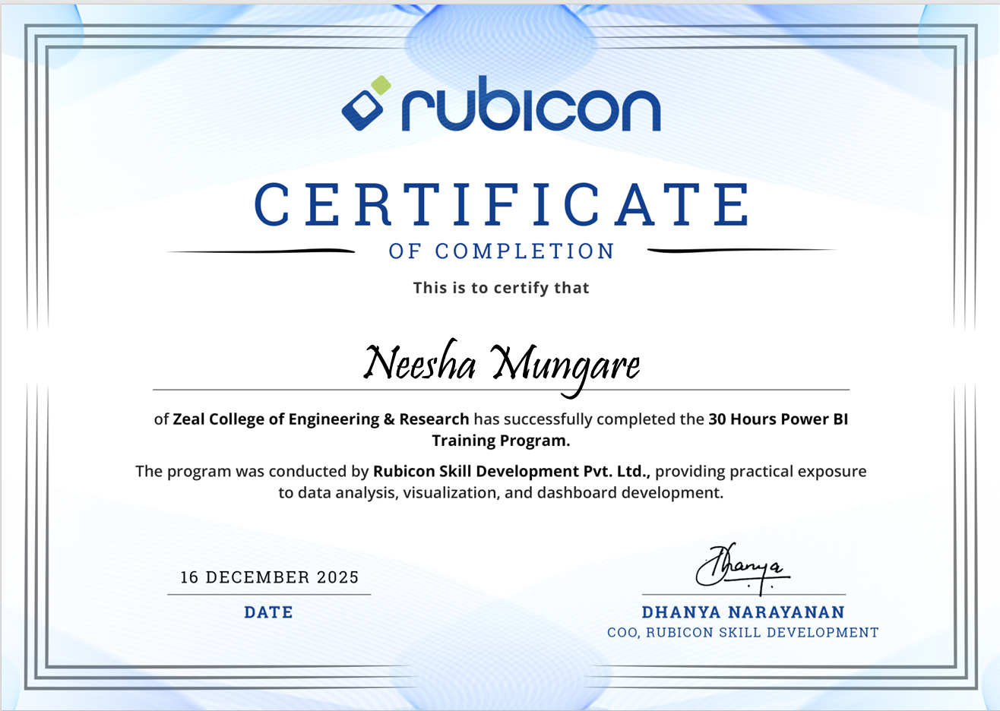 rubicon
CERTIFICATE
OF COMPLETION
This is to certify that
Neesha Mungare
of Zeal College of Engineering & Research has successfully completed the 30 Hours Power BI
Training Program.
The program was conducted by Rubicon Skill Development Pvt. Ltd., providing practical exposure
to data analysis, visualization, and dashboard development.
16 DECEMBER 2025
DATE
Dhanya
DHANYA NARAYANAN
COO, RUBICON SKILL DEVELOPMENT